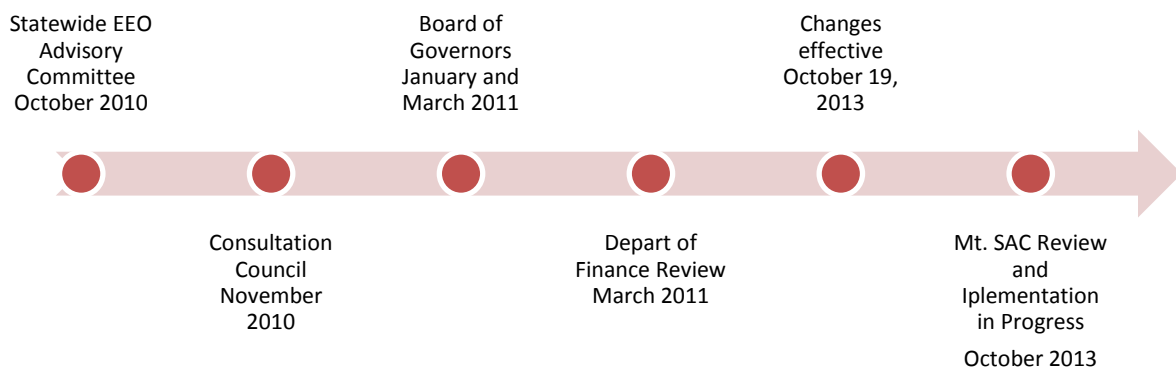 Statewide EEO
Advisory
Committee
October 2010
Consultation
Council
November
2010
Board of
Governors
January and
March 2011
Depart of
Finance Review
March 2011
Changes
effective
October 19,
2013
Mt. SAC Review
and
Iplementation
in Progress
October 2013